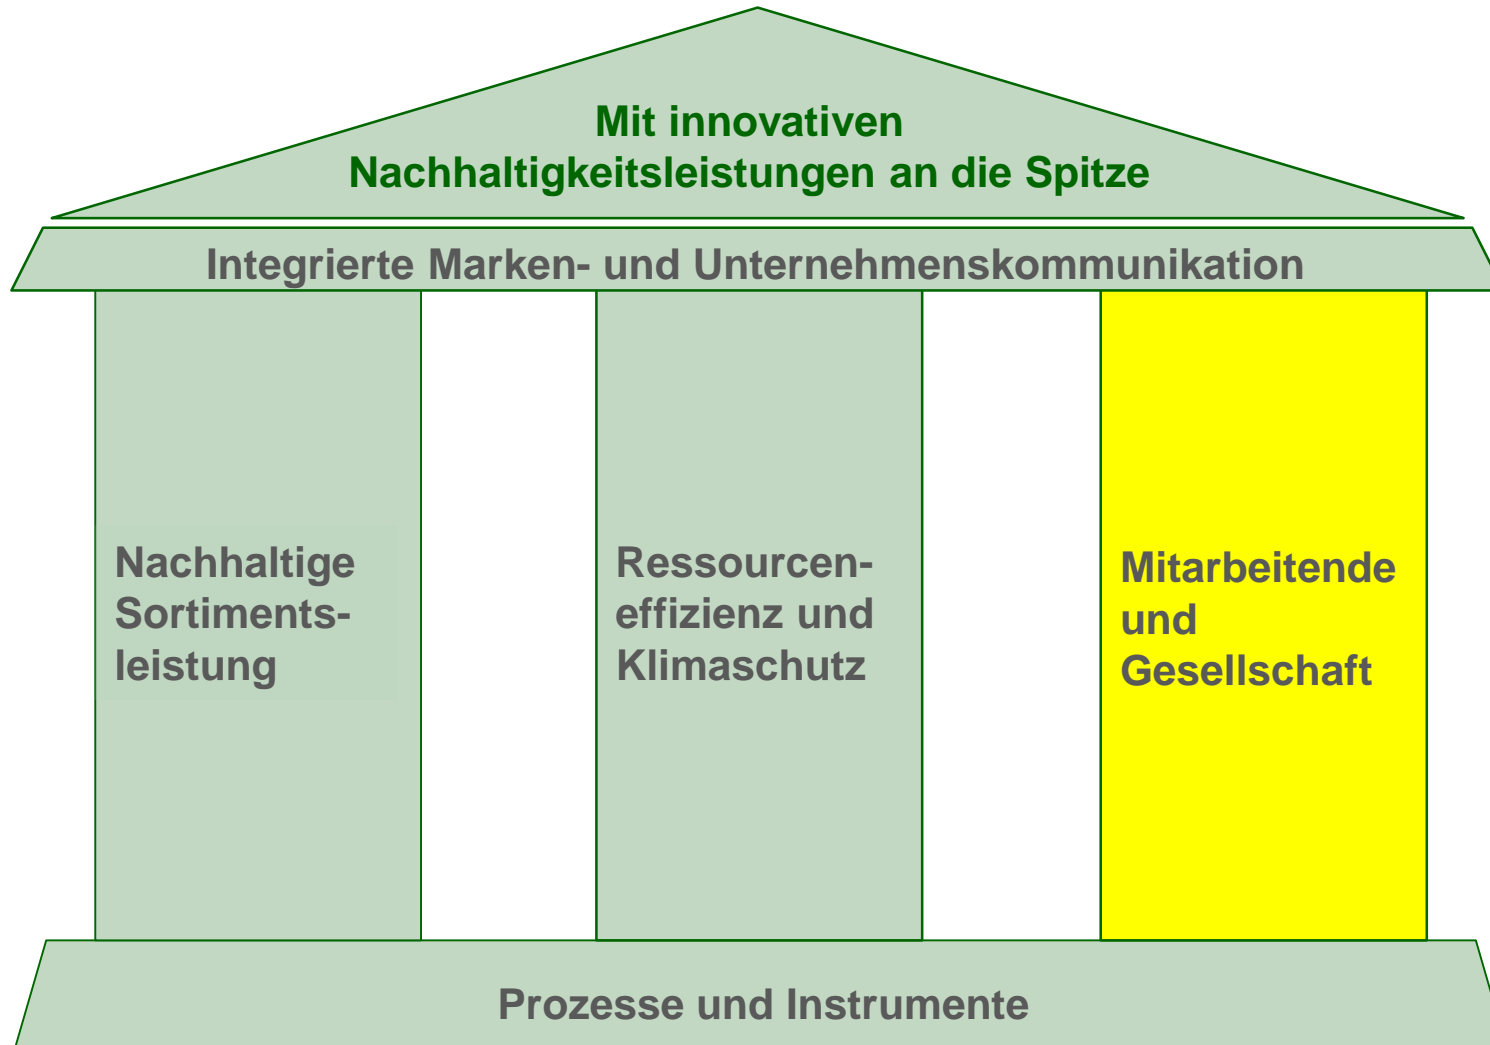 Mit innovativen
Nachhaltigkeitsleistungen an die Spitze
Integrierte Marken- und Unternehmenskommunikation
Nachhaltige
Sortiments-
leistung
Ressourcen-
effizienz und
Klimaschutz
Mitarbeitende
und
Gesellschaft
Prozesse und Instrumente